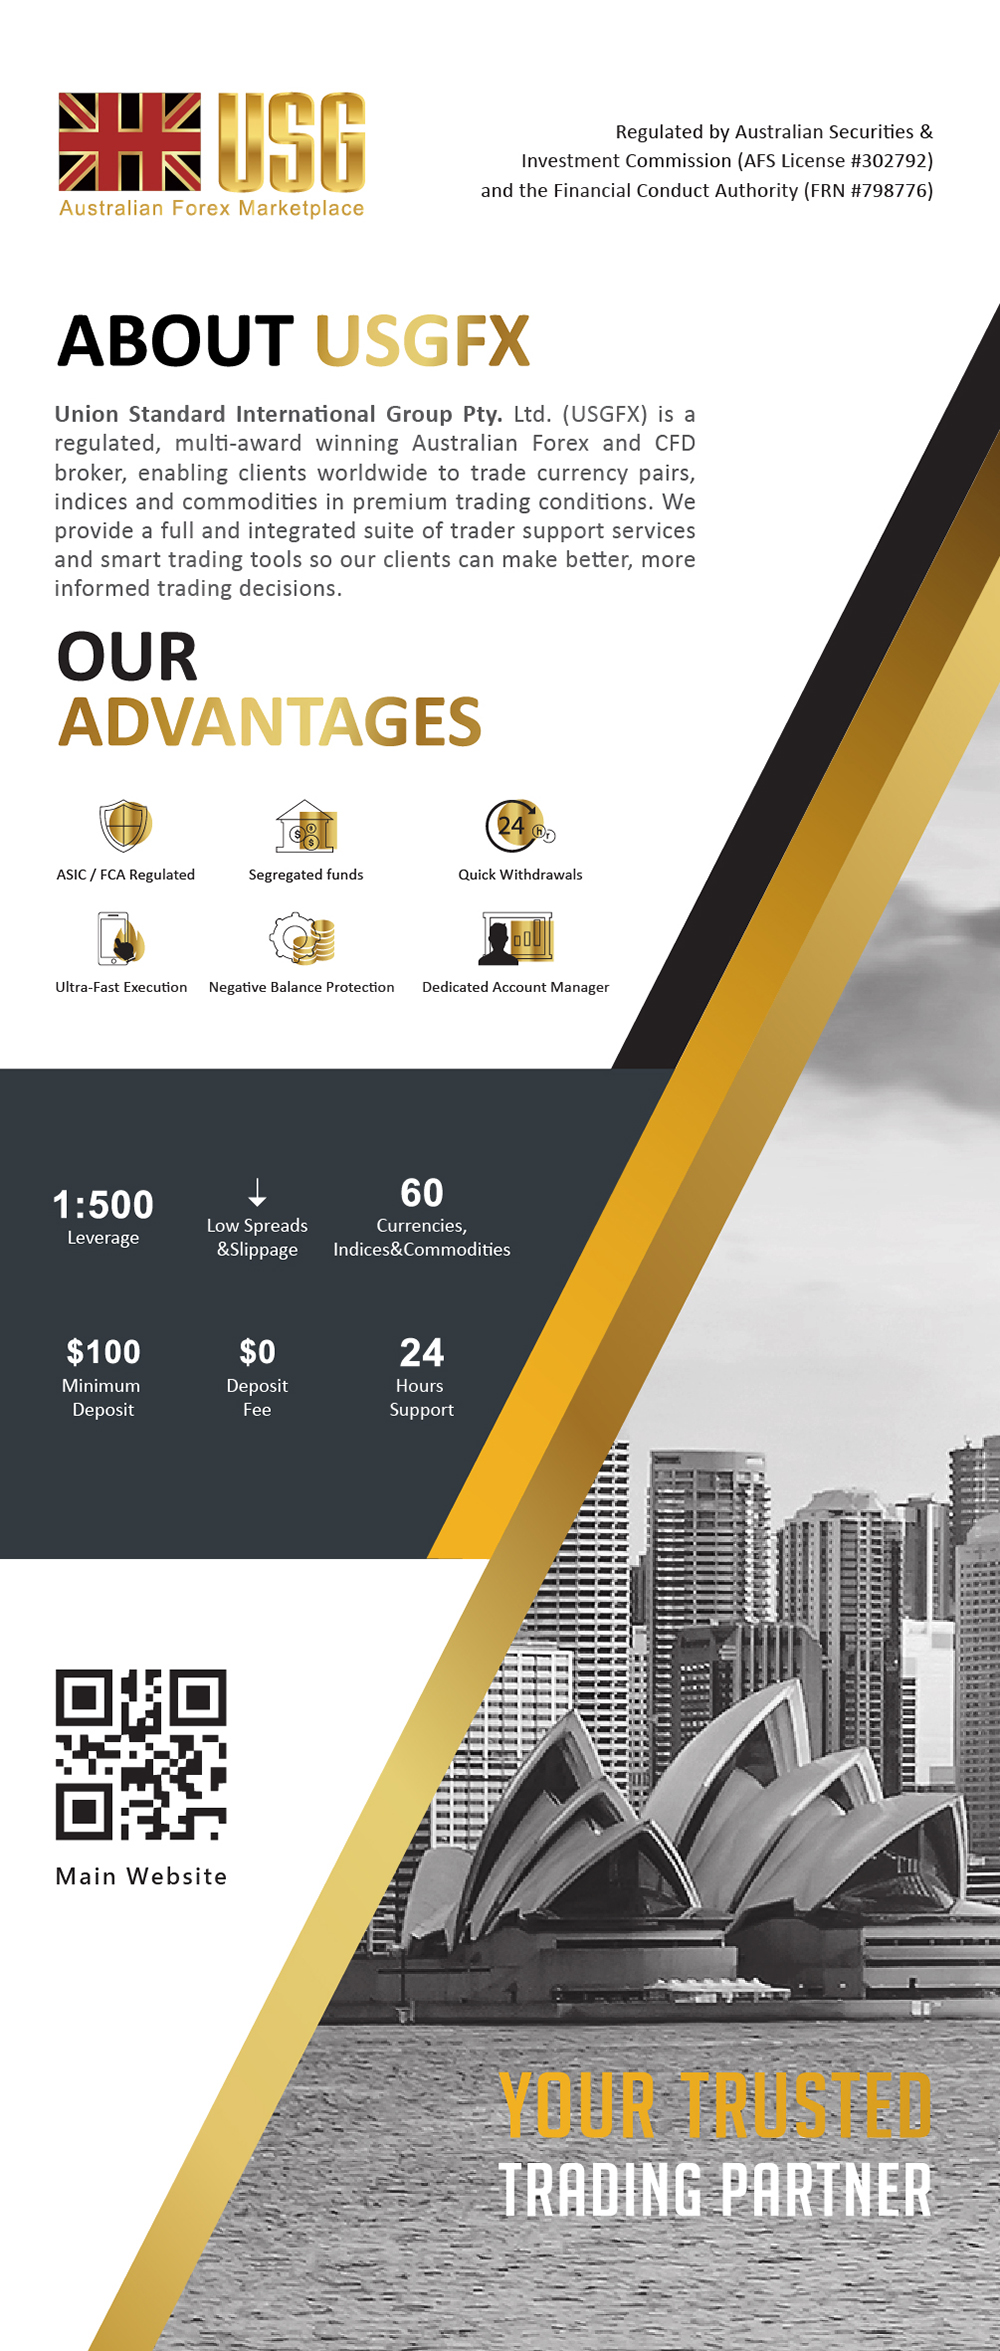 USG
Australian Forex Marketplace
Regulated by Australian Securities &
Investment Commission (AFS License #302792)
and the Financial Conduct Authority (FRN #798776)
ABOUT USGFX
Union Standard International Group Pty. Ltd. (USGFX) is a
regulated, multi-award winning Australian Forex and CFD
broker, enabling clients worldwide to trade currency pairs,
indices and commodities in premium trading conditions. We
provide a full and integrated suite of trader support services
and smart trading tools so our clients can make better, more
informed trading decisions.
OUR
ADVANTAGES
$ $ $
24 hr
ASIC / FCA Regulated
Segregated funds
Quick Withdrawals
Ultra-Fast Execution
Negative Balance Protection
Dedicated Account Manager
1:500
Leverage
Low Spreads
&Slippage
60
Currencies,
Indices&Commodities
$100
Minimum
Deposit
$0
Deposit
Fee
24
Hours
Support
Main Website
YOUR TRUSTED
TRADING PARTNER